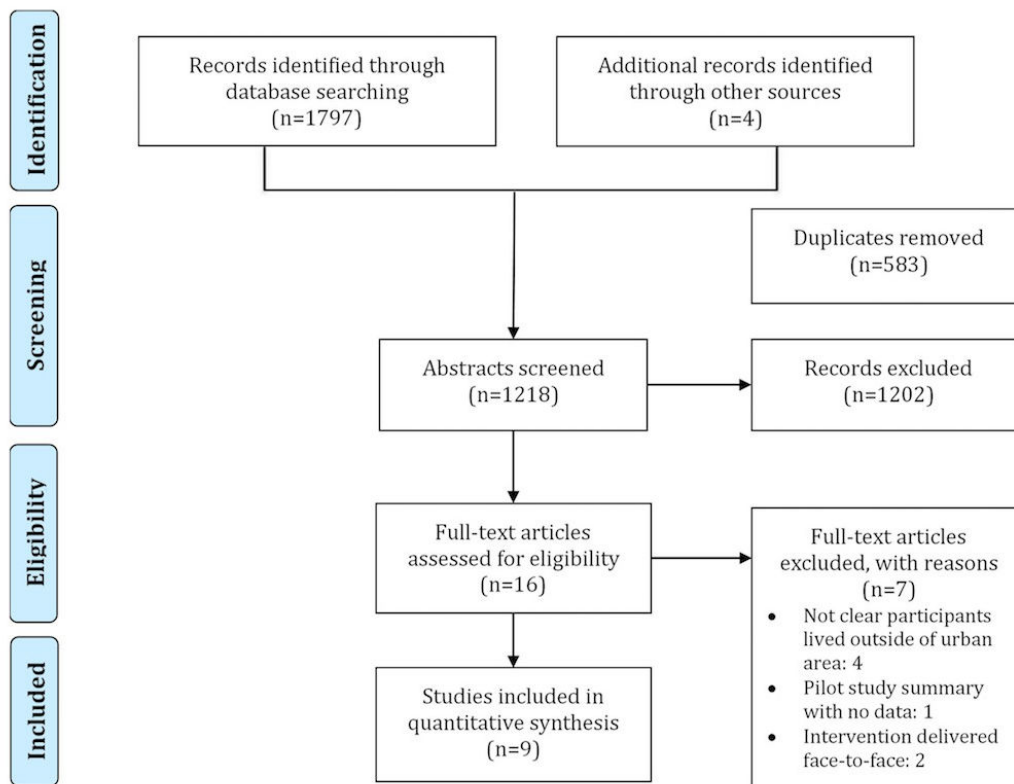 Identification
Records identified through
database searching
(n=1797)
Additional records identified
through other sources
(n=4)
Screening
Duplicates removed
(n=583)
Abstracts screened
(n=1218)
Records excluded
(n=1202)
Eligibility
Full-text articles
assessed for eligibility
(n=16)
Full-text articles
excluded, with reasons
(n=7)
• Not clear participants
lived outside of urban
area: 4
• Pilot study summary
with no data: 1
• Intervention delivered
face-to-face: 2
Included
Studies included in
quantitative synthesis
(n=9)